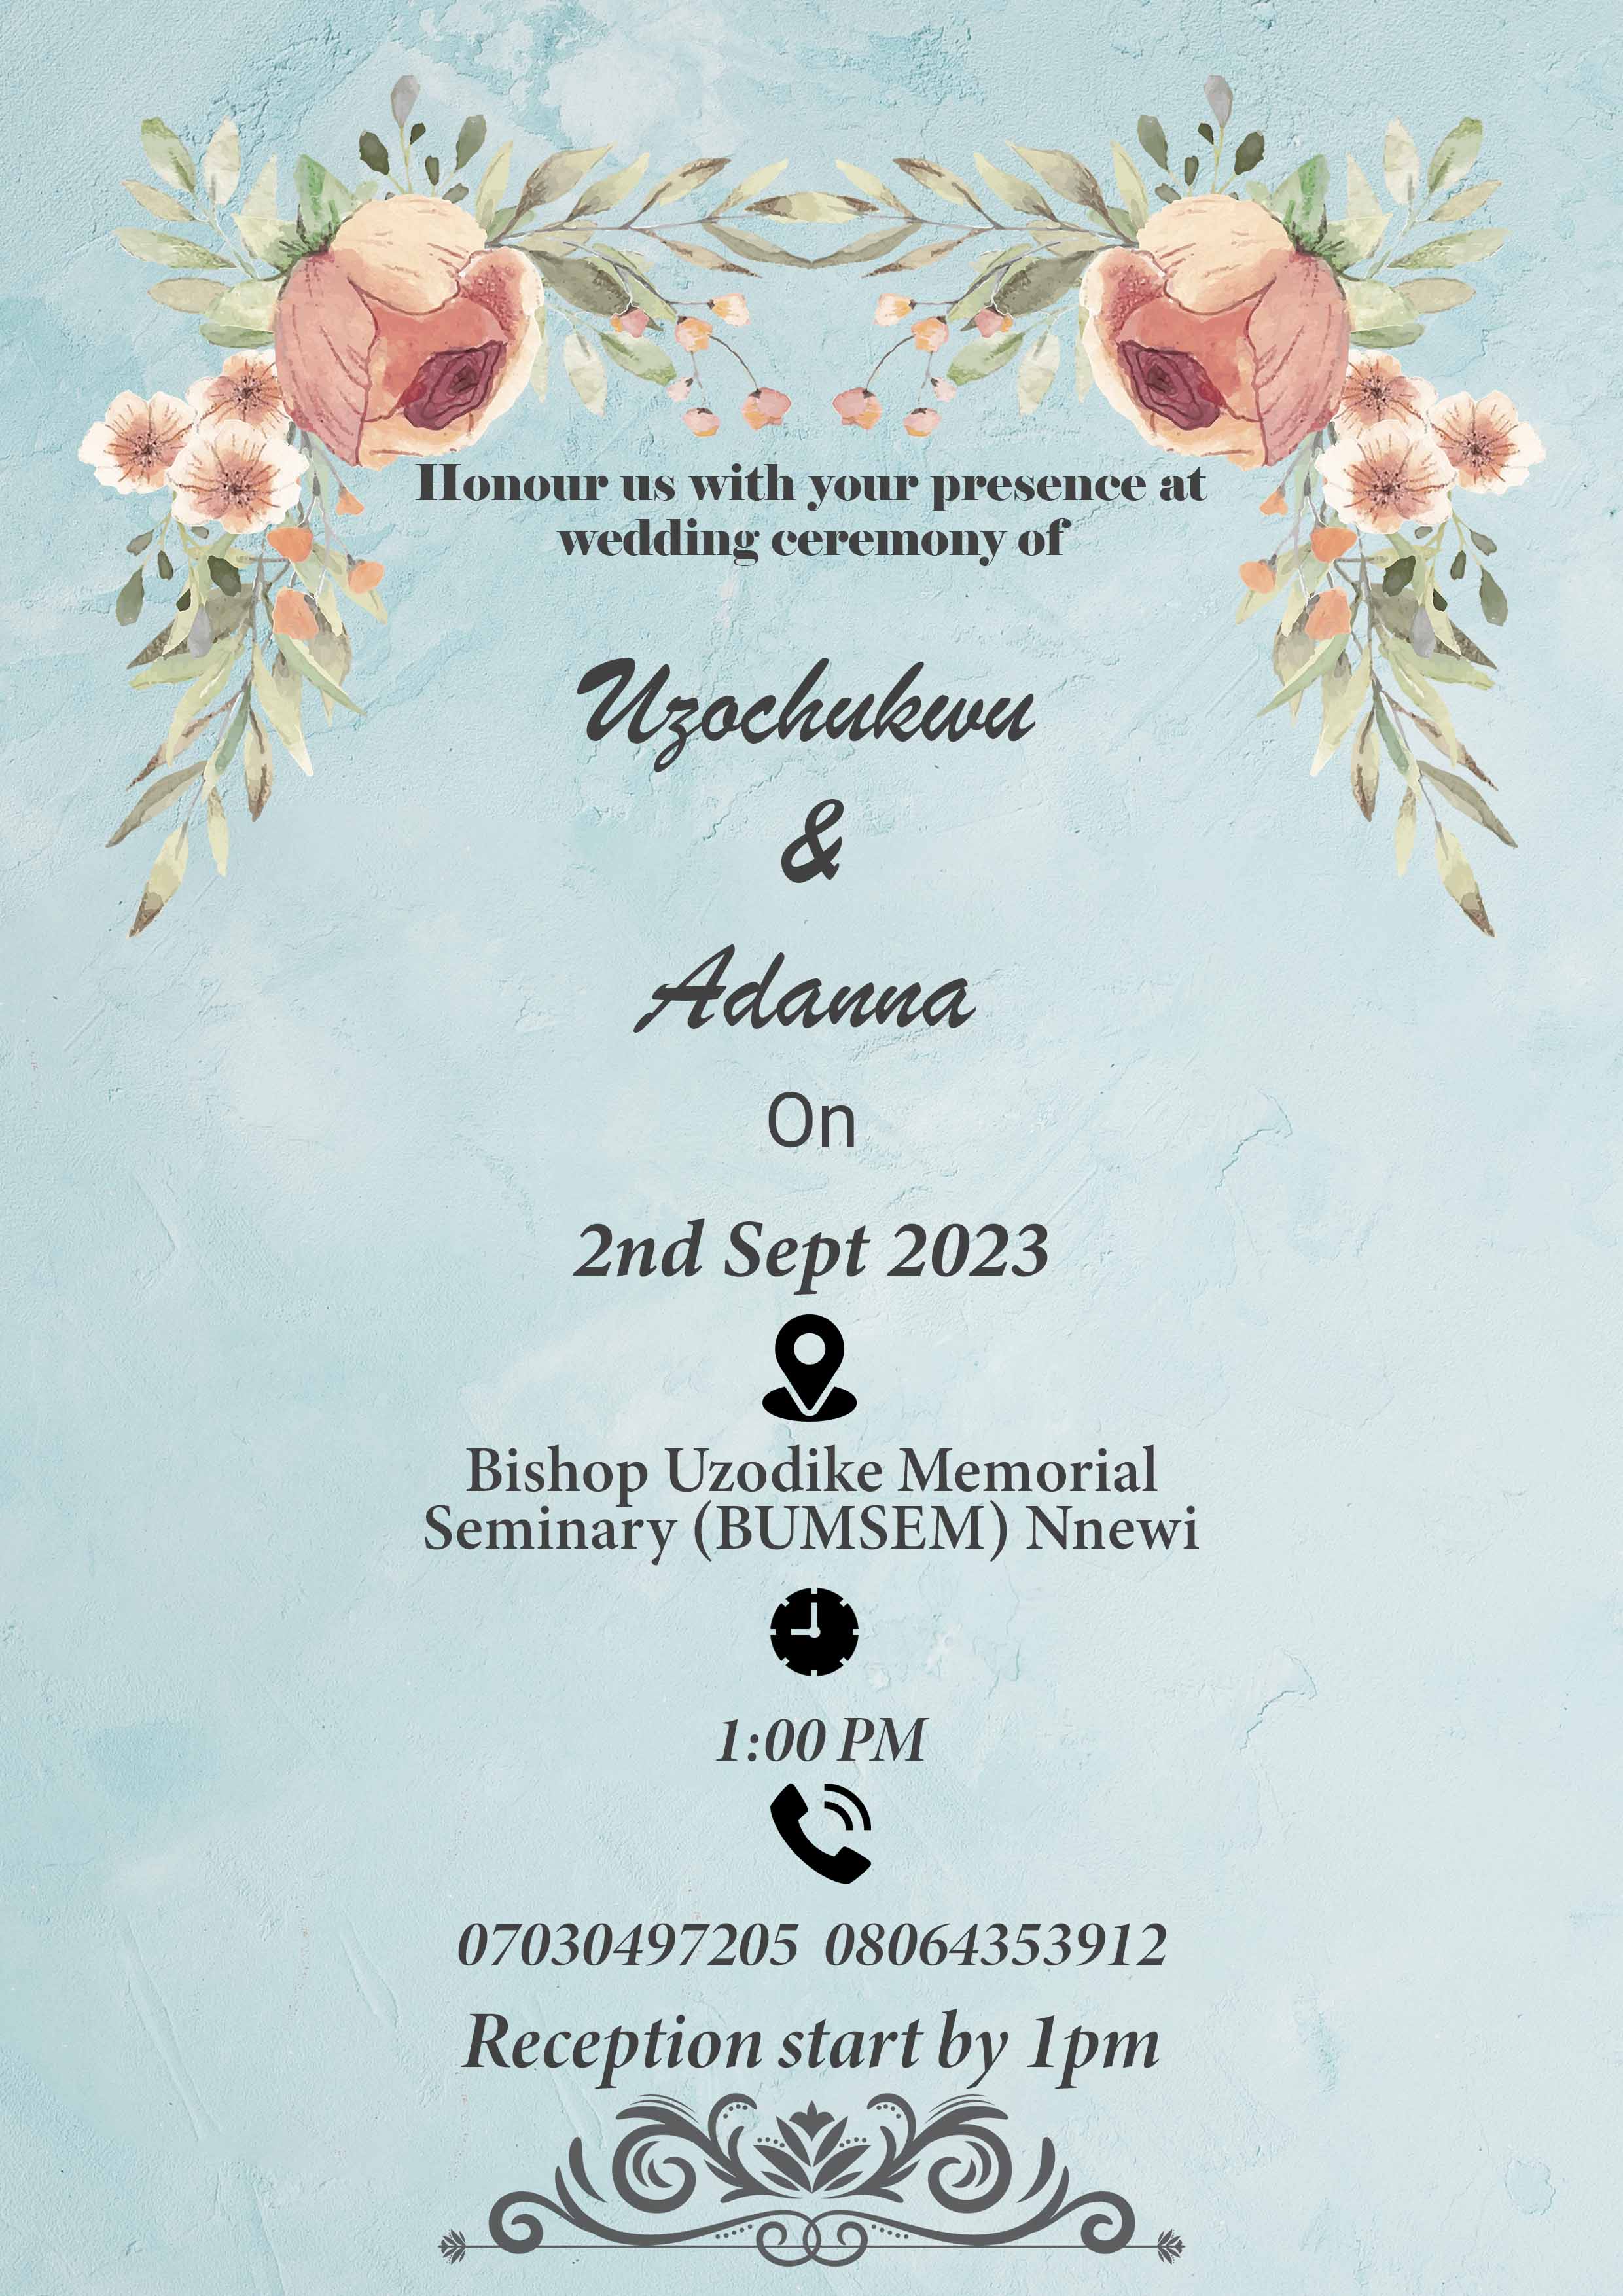 Honour us with your presence at
wedding ceremony of
Uzochukwu
&
Adanna
On
2nd Sept 2023
Bishop Uzodike Memorial
Seminary (BUMSEM) Nnewi
1:00 PM
07030497205 08064353912
Reception start by 1pm